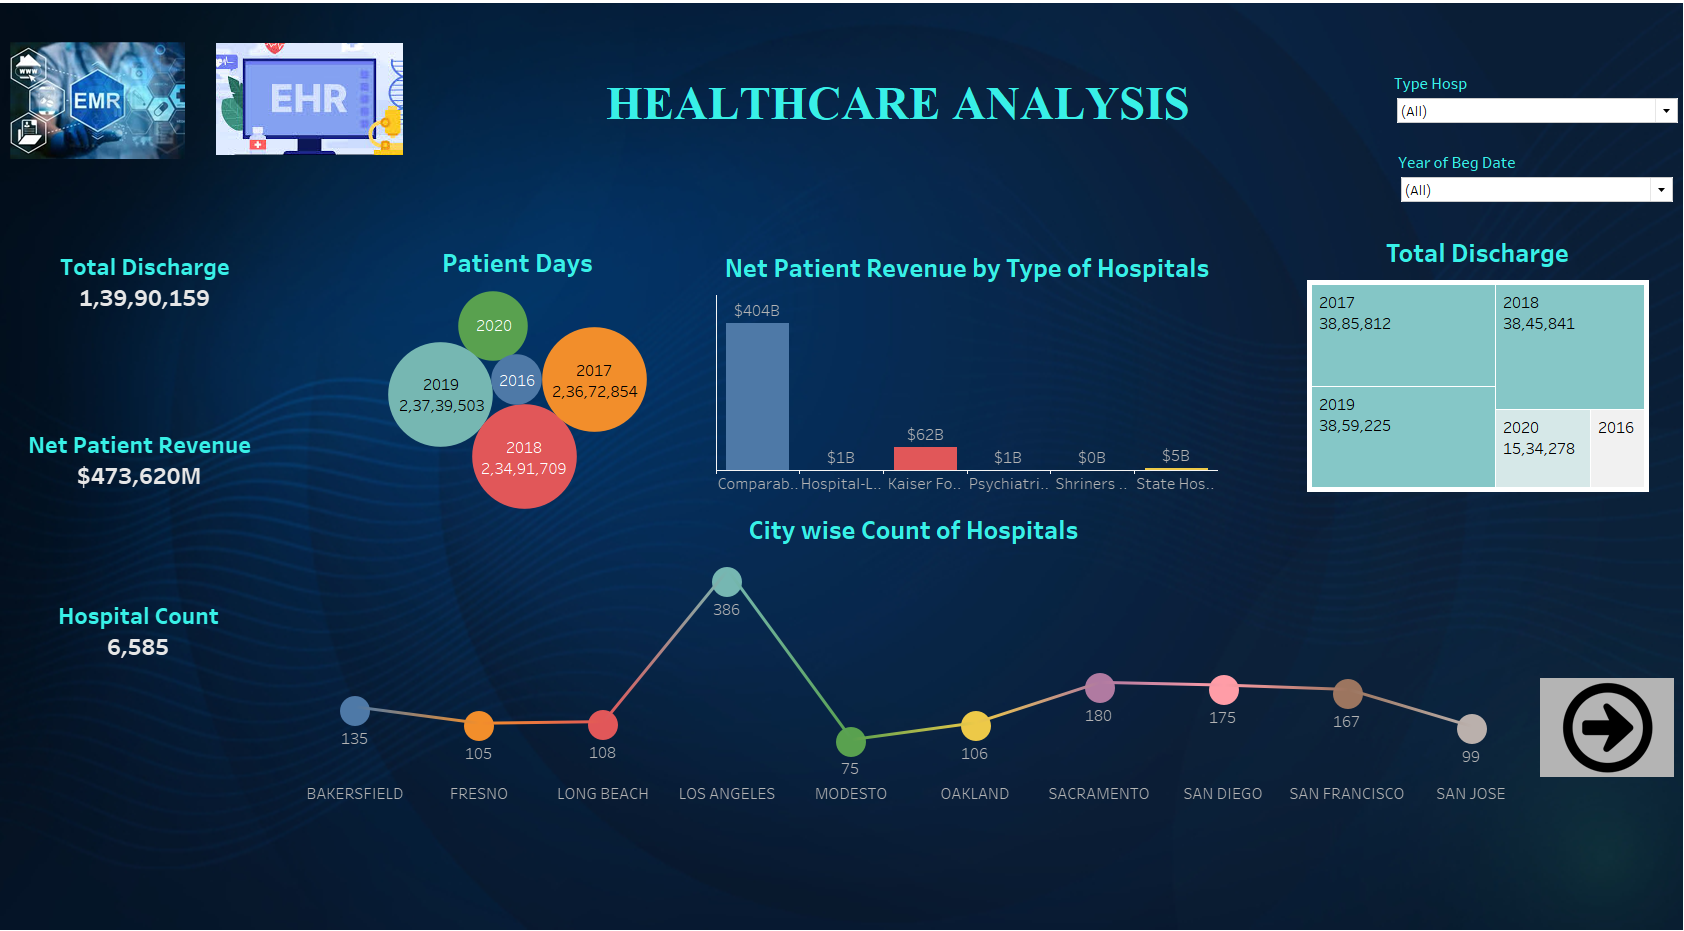 WWW
EMR
EHR
HEALTHCARE ANALYSIS
Type Hosp
(All)
Year of Beg Date
(All)
Total Discharge
1,39,90,159
Net Patient Revenue
$473,620M
Hospital Count
6,585
Patient Days
2020
2019
2,37,39,503
2016
2017
2,36,72,854
2018
2,34,91,709
Net Patient Revenue by Type of Hospitals
$404B
$1B
$62B
$1B
$0B
$5B
Comparab.. Hospital-L.. Kaiser Fo.. Psychiatri.. Shriners .. State Hos..
Total Discharge
2017
38,85,812
2018
38,45,841
2019
38,59,225
2020
15,34,278
2016
City wise Count of Hospitals
135
105
108
386
75
106
180
175
167
99
BAKERSFIELD FRESNO LONG BEACH LOS ANGELES MODESTO OAKLAND SACRAMENTO SAN DIEGO SAN FRANCISCO SAN JOSE